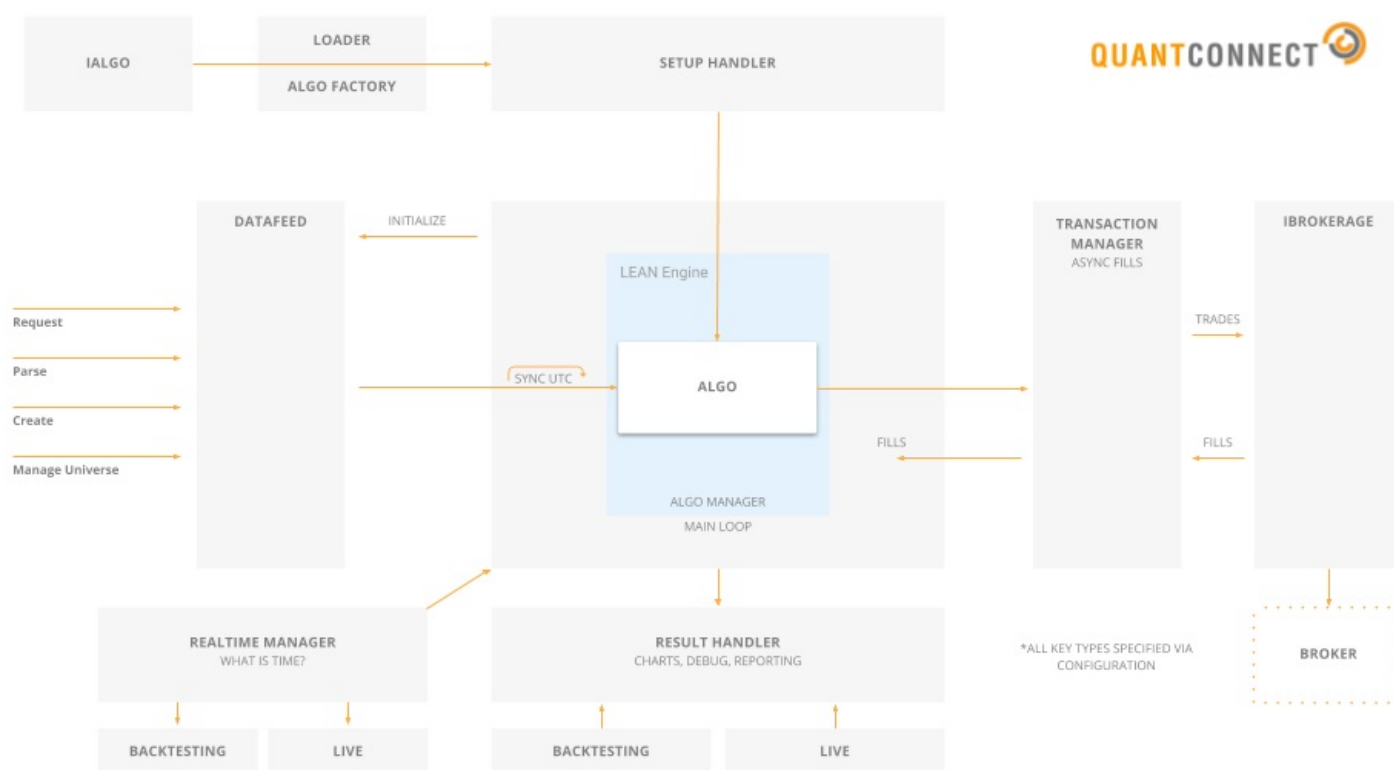 IALGO
LOADER
ALGO FACTORY
SETUP HANDLER
QUANTCONNECT
DATAFEED
INITIALIZE
LEAN Engine
TRANSACTION
MANAGER
ASYNC FILLS
IBROKERAGE
Request
Parse
Create
Manage Universe
SYNC UTC
ALGO
TRADES
FILLS
FILLS
ALGO MANAGER
MAIN LOOP
REALTIME MANAGER
WHAT IS TIME?
RESULT HANDLER
CHARTS, DEBUG, REPORTING
*ALL KEY TYPES SPECIFIED VIA
CONFIGURATION
BROKER
BACKTESTING
LIVE
BACKTESTING
LIVE